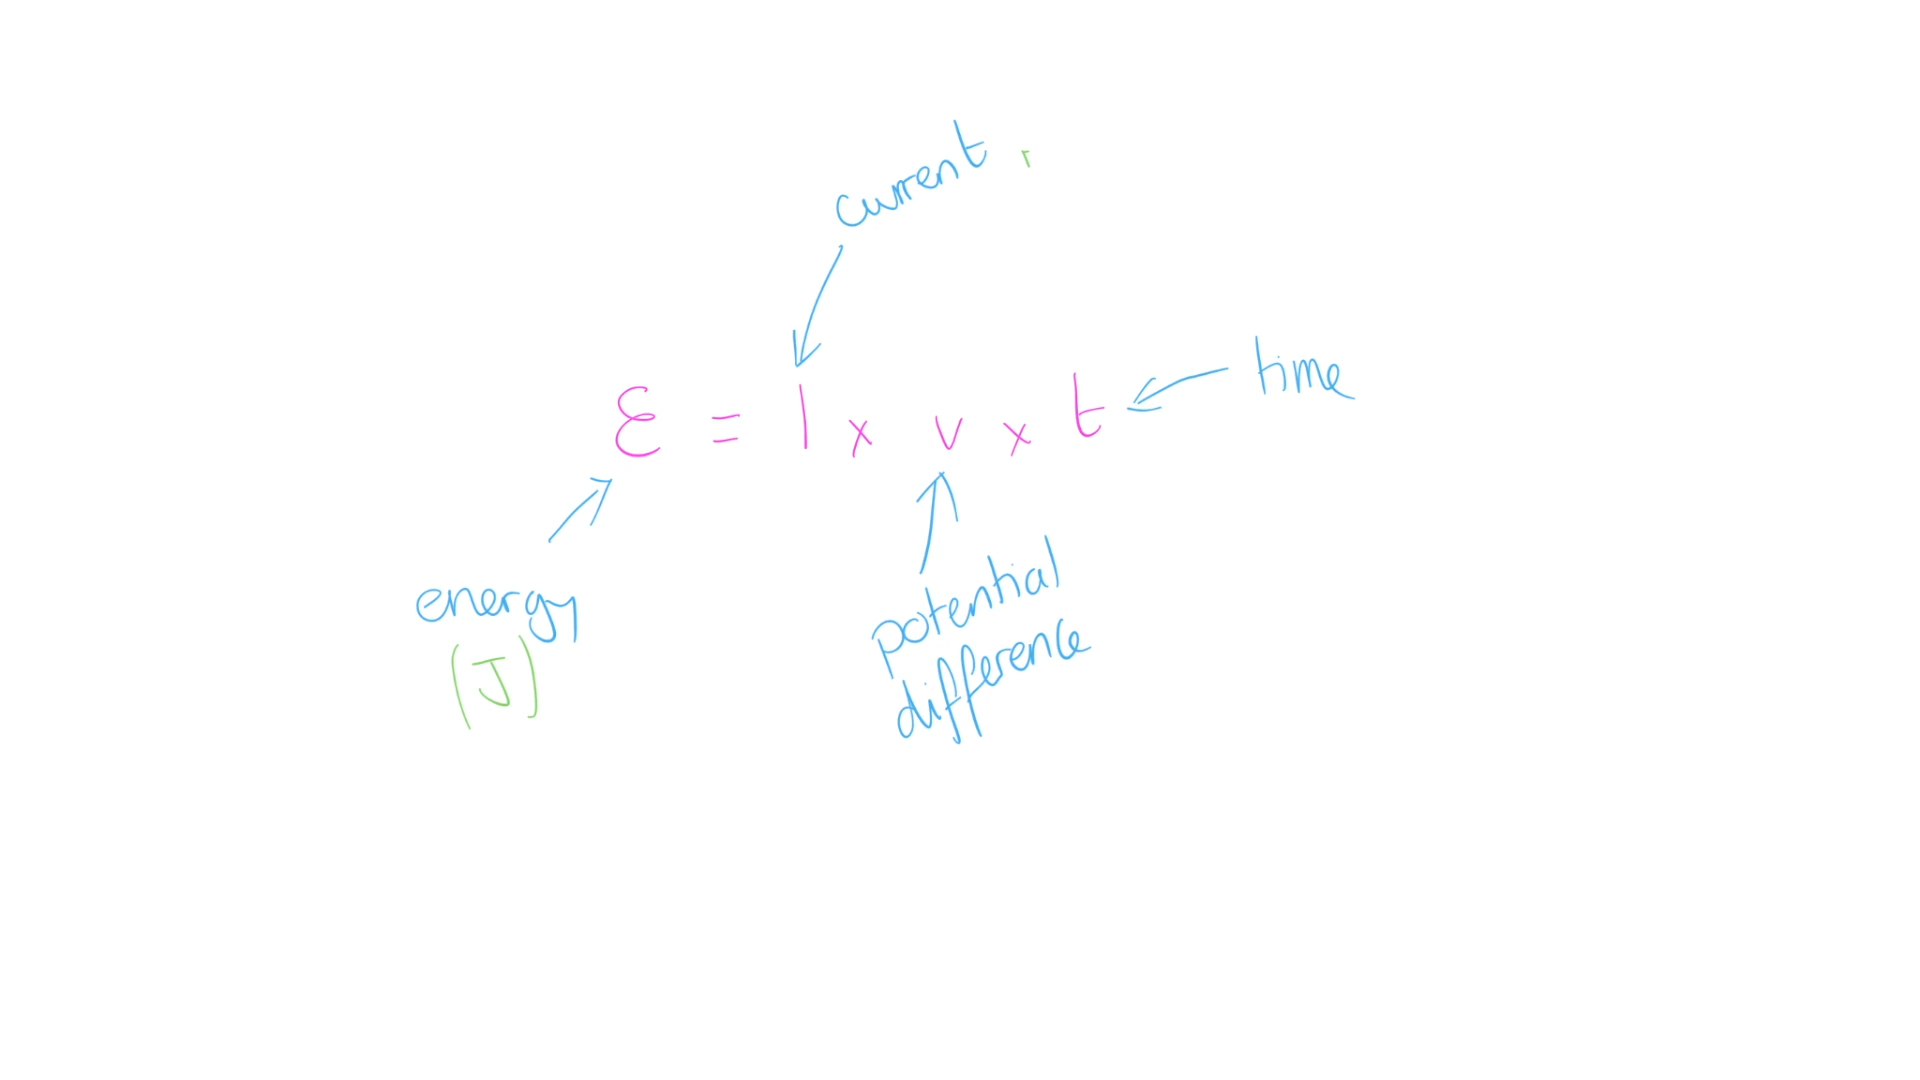 current
E = I x v x t
time
energy
(J)
potential
difference